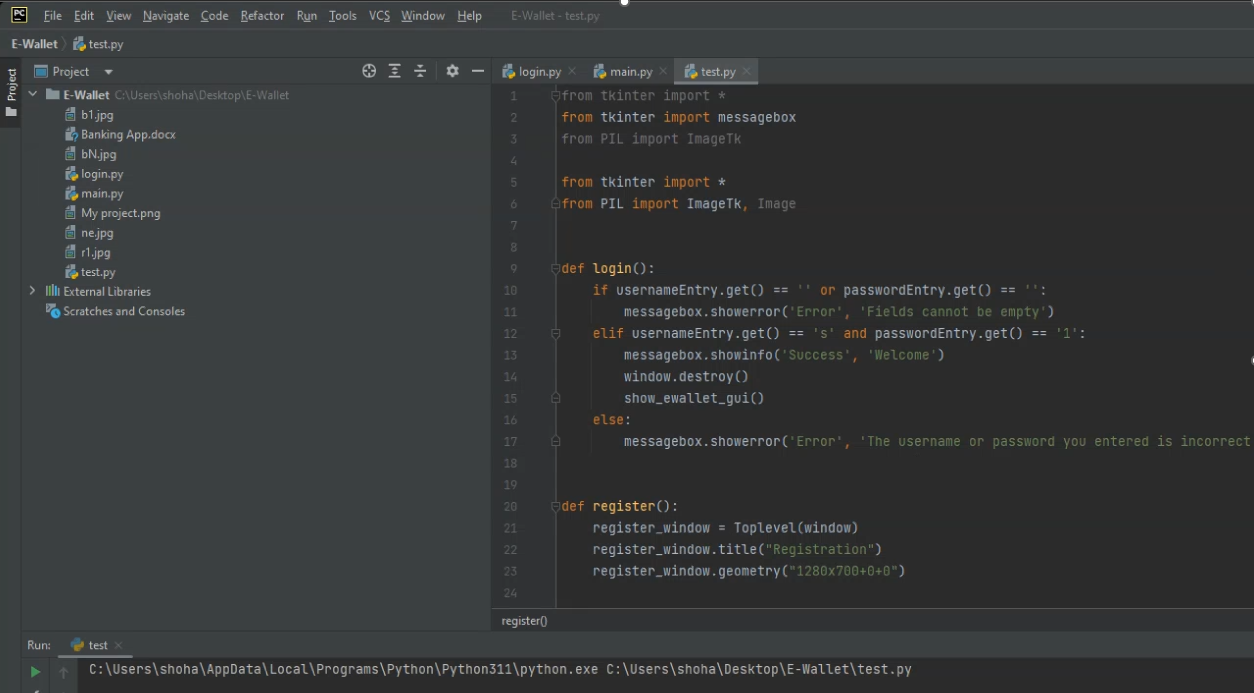 PC File Edit View Navigate Code Refactor Run Tools VCS Window Help E-Wallet - test.py
E-Wallet test.py
Project
Project
E-Wallet C:\Users\shoha\Desktop\E-Wallet
b1.jpg
Banking App.docx
bN.jpg
login.py
main.py
My project.png
ne.jpg
r1.jpg
test.py
External Libraries
Scratches and Consoles
login.py main.py test.py
1 from tkinter import *
2 from tkinter import messagebox
3 from PIL import ImageTk
4
5 from tkinter import *
6 from PIL import ImageTk, Image
7
8
9 def login():
10 if usernameEntry.get() == '' or passwordEntry.get() == '':
11 messagebox.showerror('Error', 'Fields cannot be empty')
12 elif usernameEntry.get() == 's' and passwordEntry.get() == '1':
13 messagebox.showinfo('Success', 'Welcome')
14 window.destroy()
15 show_ewallet_gui()
16 else:
17 messagebox.showerror('Error', 'The username or password you entered is incorrect
18
19
20 def register():
21 register_window = Toplevel(window)
22 register_window.title("Registration")
23 register_window.geometry("1280x700+0+0")
24
register()
Run: test
C:\Users\shoha\AppData\Local\Programs\Python\Python311\python.exe C:\Users\shoha\Desktop\E-Wallet\test.py